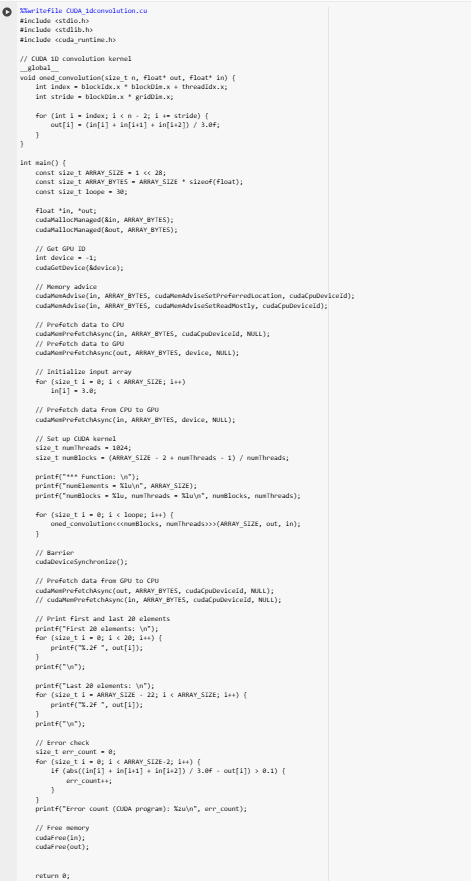 %%writefile CUDA_1dconvolution.cu
#include <stdio.h>
#include <stdlib.h>
#include <cuda_runtime.h>

// CUDA 1D convolution kernel
__global__
void oned_convolution(size_t n, float* out, float* in) {
    int index = blockIdx.x * blockDim.x + threadIdx.x;
    int stride = blockDim.x * gridDim.x;

    for (int i = index; i < n - 2; i += stride) {
        out[i] = (in[i] + in[i+1] + in[i+2]) / 3.0f;
    }
}

int main() {
    const size_t ARRAY_SIZE = 1 << 28;
    const size_t ARRAY_BYTES = ARRAY_SIZE * sizeof(float);
    const size_t loope = 30;

    float *in, *out;
    cudaMallocManaged(&in, ARRAY_BYTES);
    cudaMallocManaged(&out, ARRAY_BYTES);

    // Get GPU ID
    int device = -1;
    cudaGetDevice(&device);

    // Memory advice
    cudaMemAdvise(in, ARRAY_BYTES, cudaMemAdviseSetPreferredLocation, cudaCpuDeviceId);
    cudaMemAdvise(in, ARRAY_BYTES, cudaMemAdviseSetReadMostly, cudaCpuDeviceId);

    // Prefetch data to CPU
    cudaMemPrefetchAsync(in, ARRAY_BYTES, cudaCpuDeviceId, NULL);
    // Prefetch data to GPU
    cudaMemPrefetchAsync(out, ARRAY_BYTES, device, NULL);

    // Initialize input array
    for (size_t i = 0; i < ARRAY_SIZE; i++)
        in[i] = 3.0;

    // Prefetch data from CPU to GPU
    cudaMemPrefetchAsync(in, ARRAY_BYTES, device, NULL);

    // Set up CUDA kernel
    size_t numThreads = 1024;
    size_t numBlocks = (ARRAY_SIZE - 2 + numThreads - 1) / numThreads;

    printf("*** Function: \n");
    printf("numElements = %lu\n", ARRAY_SIZE);
    printf("numBlocks = %lu, numThreads = %lu\n", numBlocks, numThreads);

    for (size_t i = 0; i < loope; i++) {
        oned_convolution<<<numBlocks, numThreads>>>(ARRAY_SIZE, out, in);
    }

    // Barrier
    cudaDeviceSynchronize();

    // Prefetch data from GPU to CPU
    cudaMemPrefetchAsync(out, ARRAY_BYTES, cudaCpuDeviceId, NULL);
    // cudaMemPrefetchAsync(in, ARRAY_BYTES, cudaCpuDeviceId, NULL);

    // Print first and last 20 elements
    printf("First 20 elements: \n");
    for (size_t i = 0; i < 20; i++) {
        printf("%.2f ", out[i]);
    }
    printf("\n");

    printf("Last 20 elements: \n");
    for (size_t i = ARRAY_SIZE - 22; i < ARRAY_SIZE; i++) {
        printf("%.2f ", out[i]);
    }
    printf("\n");

    // Error check
    size_t err_count = 0;
    for (size_t i = 0; i < ARRAY_SIZE-2; i++) {
        if (abs((in[i] + in[i+1] + in[i+2]) / 3.0f - out[i]) > 0.1) {
            err_count++;
        }
    }
    printf("Error count (CUDA program): %zu\n", err_count);

    // Free memory
    cudaFree(in);
    cudaFree(out);


    return 0;